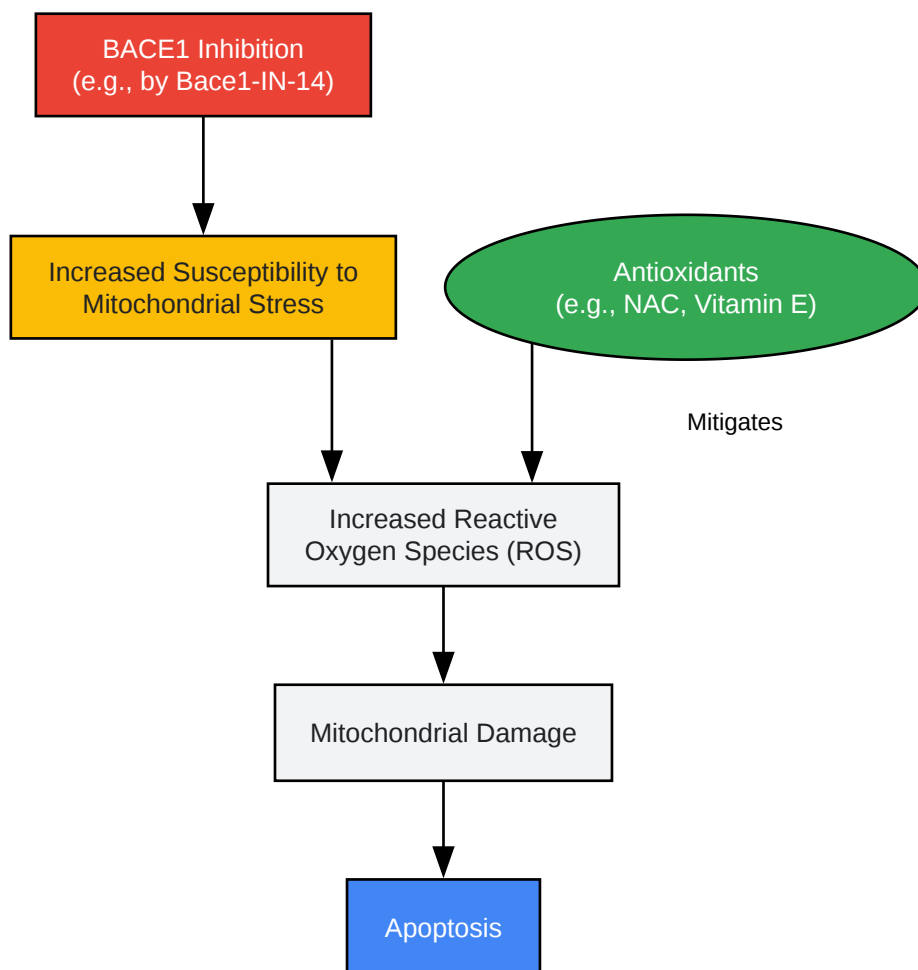 BACE1 Inhibition
(e.g., by Bace1-IN-14)
Increased Susceptibility to
Mitochondrial Stress
Antioxidants
(e.g., NAC, Vitamin E)
Mitigates
Increased Reactive
Oxygen Species (ROS)
Mitochondrial Damage
Apoptosis